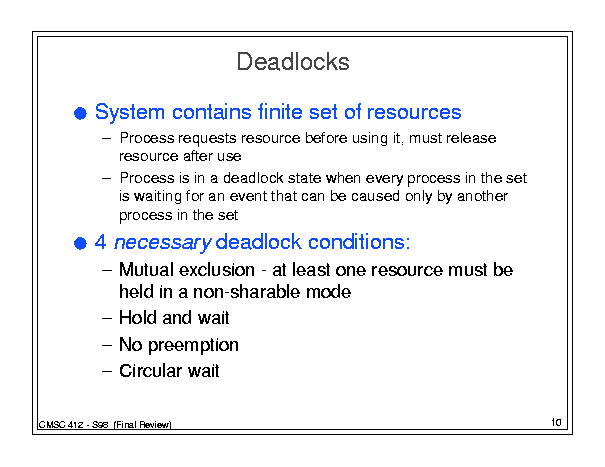 Deadlocks
● System contains finite set of resources
– Process requests resource before using it, must release
resource after use
– Process is in a deadlock state when every process in the set
is waiting for an event that can be caused only by another
process in the set
● 4 necessary deadlock conditions:
– Mutual exclusion - at least one resource must be
held in a non-sharable mode
– Hold and wait
– No preemption
– Circular wait
CMSC 412 - S98 (Final Review)
10